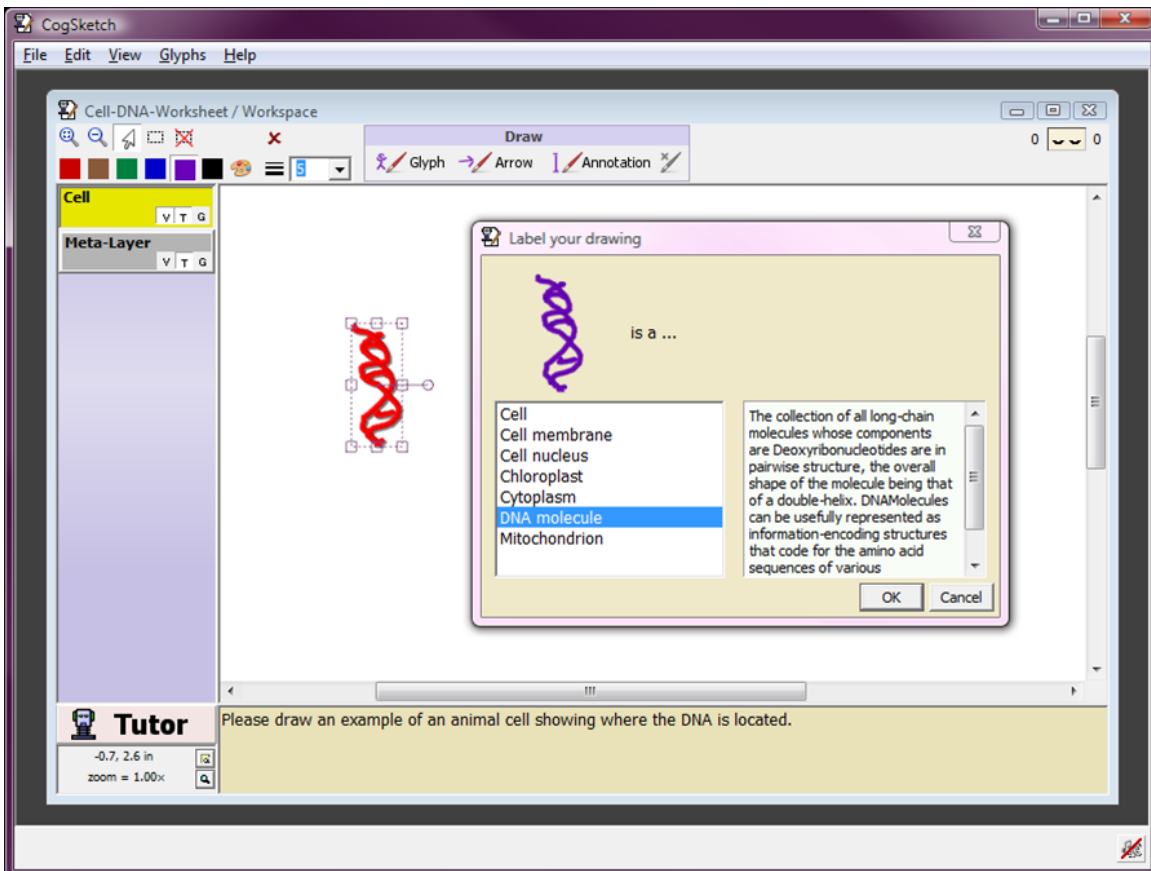 CogSketch
File Edit View Glyphs Help
Cell-DNA-Worksheet / Workspace
Draw
0 0
Glyph Arrow Annotation
5
Cell
V T G
Meta-Layer
V T G
Label your drawing
is a ...
Cell
Cell membrane
Cell nucleus
Chloroplast
Cytoplasm
DNA molecule
Mitochondrion
The collection of all long-chain
molecules whose components
are Deoxyribonucleotides are in
pairwise structure, the overall
shape of the molecule being that
of a double-helix. DNAMolecules
can be usefully represented as
information-encoding structures
that code for the amino acid
sequences of various
OK Cancel
Tutor
Please draw an example of an animal cell showing where the DNA is located.
-0.7, 2.6 in
zoom = 1.00×